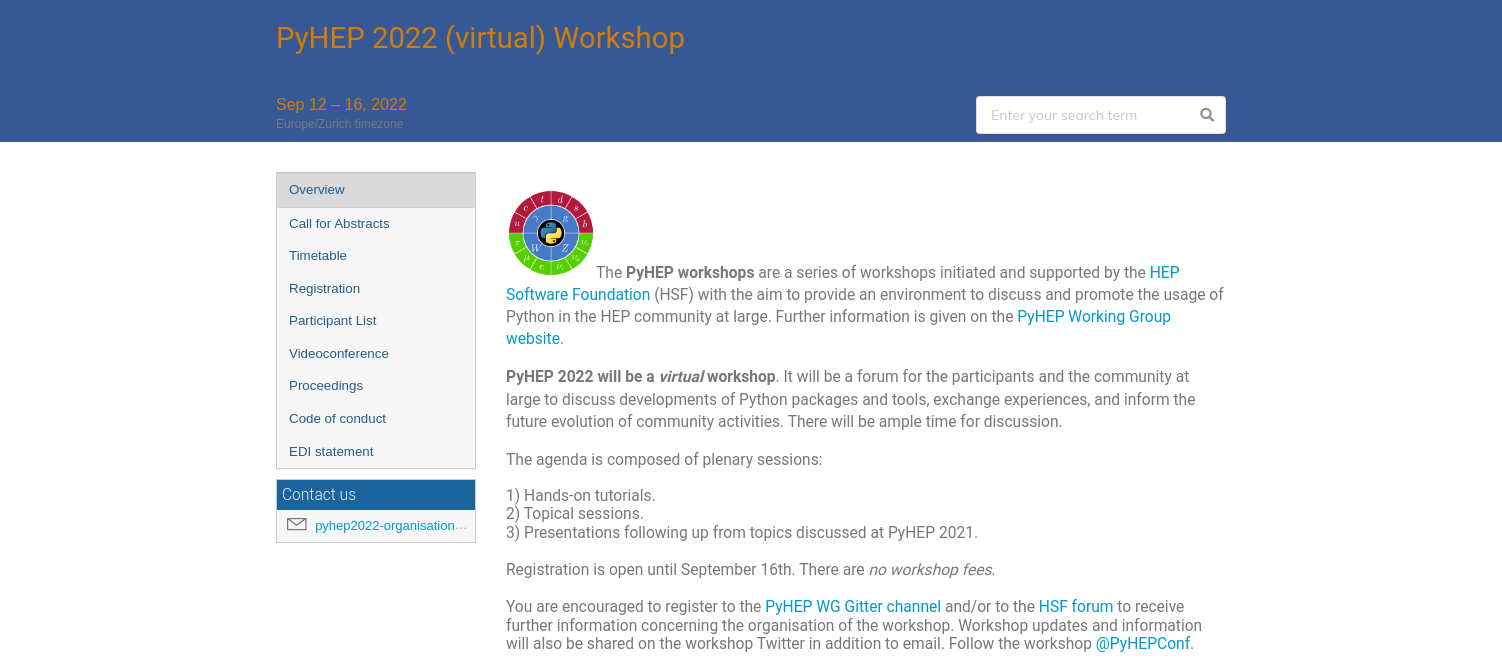 PyHEP 2022 (virtual) Workshop
Sep 12 – 16, 2022
Europe/Zurich timezone
Enter your search term
Overview
Call for Abstracts
Timetable
Registration
Participant List
Videoconference
Proceedings
Code of conduct
EDI statement
Contact us
pyhep2022-organisation...
u c t d s b
γ g
W Z
τ μ e
The PyHEP workshops are a series of workshops initiated and supported by the HEP
Software Foundation (HSF) with the aim to provide an environment to discuss and promote the usage of
Python in the HEP community at large. Further information is given on the PyHEP Working Group
website.
PyHEP 2022 will be a virtual workshop. It will be a forum for the participants and the community at
large to discuss developments of Python packages and tools, exchange experiences, and inform the
future evolution of community activities. There will be ample time for discussion.
The agenda is composed of plenary sessions:
1) Hands-on tutorials.
2) Topical sessions.
3) Presentations following up from topics discussed at PyHEP 2021.
Registration is open until September 16th. There are no workshop fees.
You are encouraged to register to the PyHEP WG Gitter channel and/or to the HSF forum to receive
further information concerning the organisation of the workshop. Workshop updates and information
will also be shared on the workshop Twitter in addition to email. Follow the workshop @PyHEPConf.